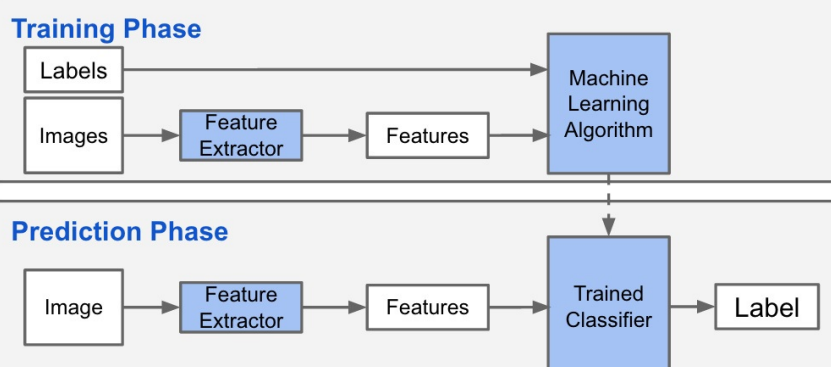 Training Phase
Labels
Images
Feature
Extractor
Features
Machine
Learning
Algorithm
Prediction Phase
Image
Feature
Extractor
Features
Trained
Classifier
Label